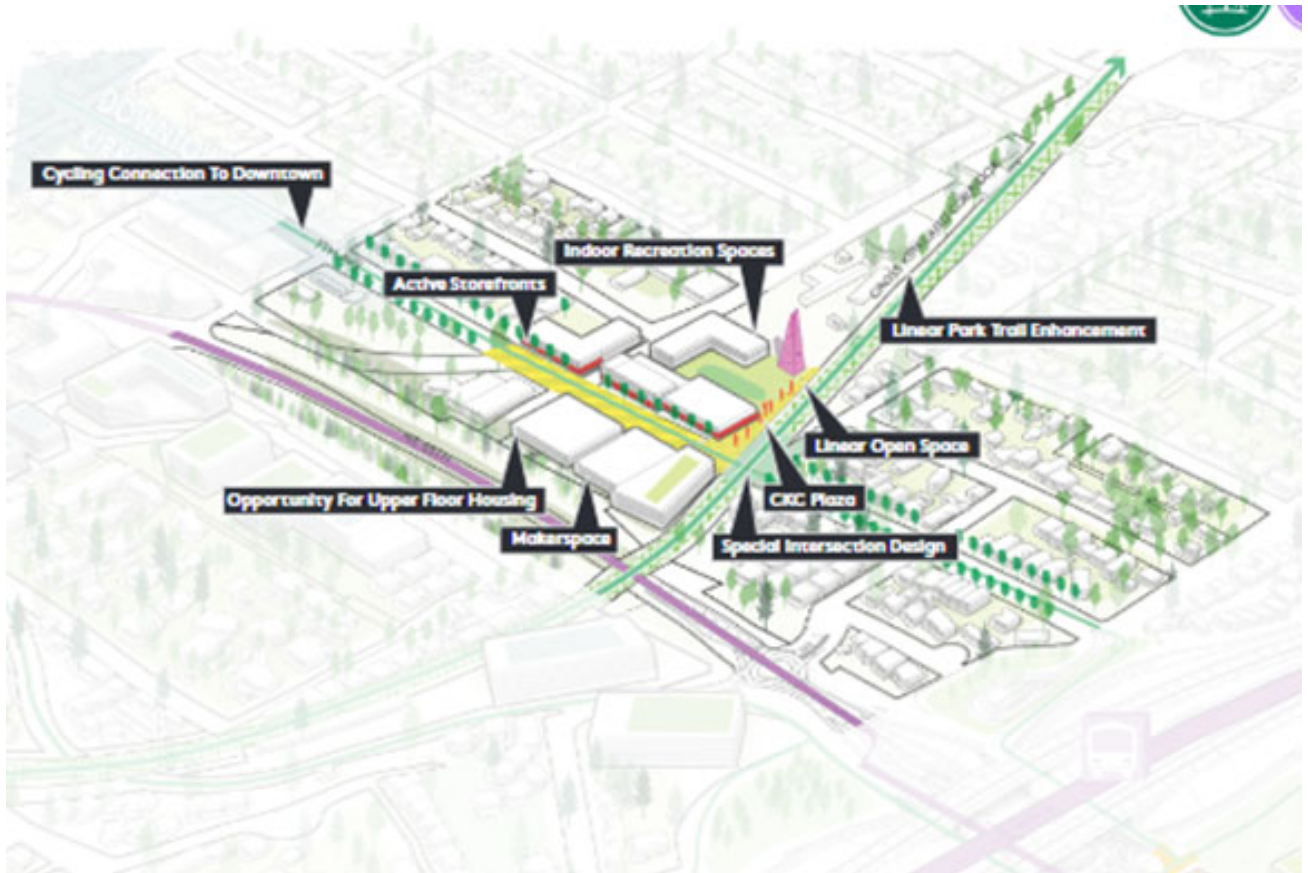 DOWNTOWN
Cycling Connection To Downtown
Indoor Recreation Spaces
Active Storefronts
Linear Park Trail Enhancement
Linear Open Space
Opportunity For Upper Floor Housing
CKC Plaza
Makerspace
Special Intersection Design